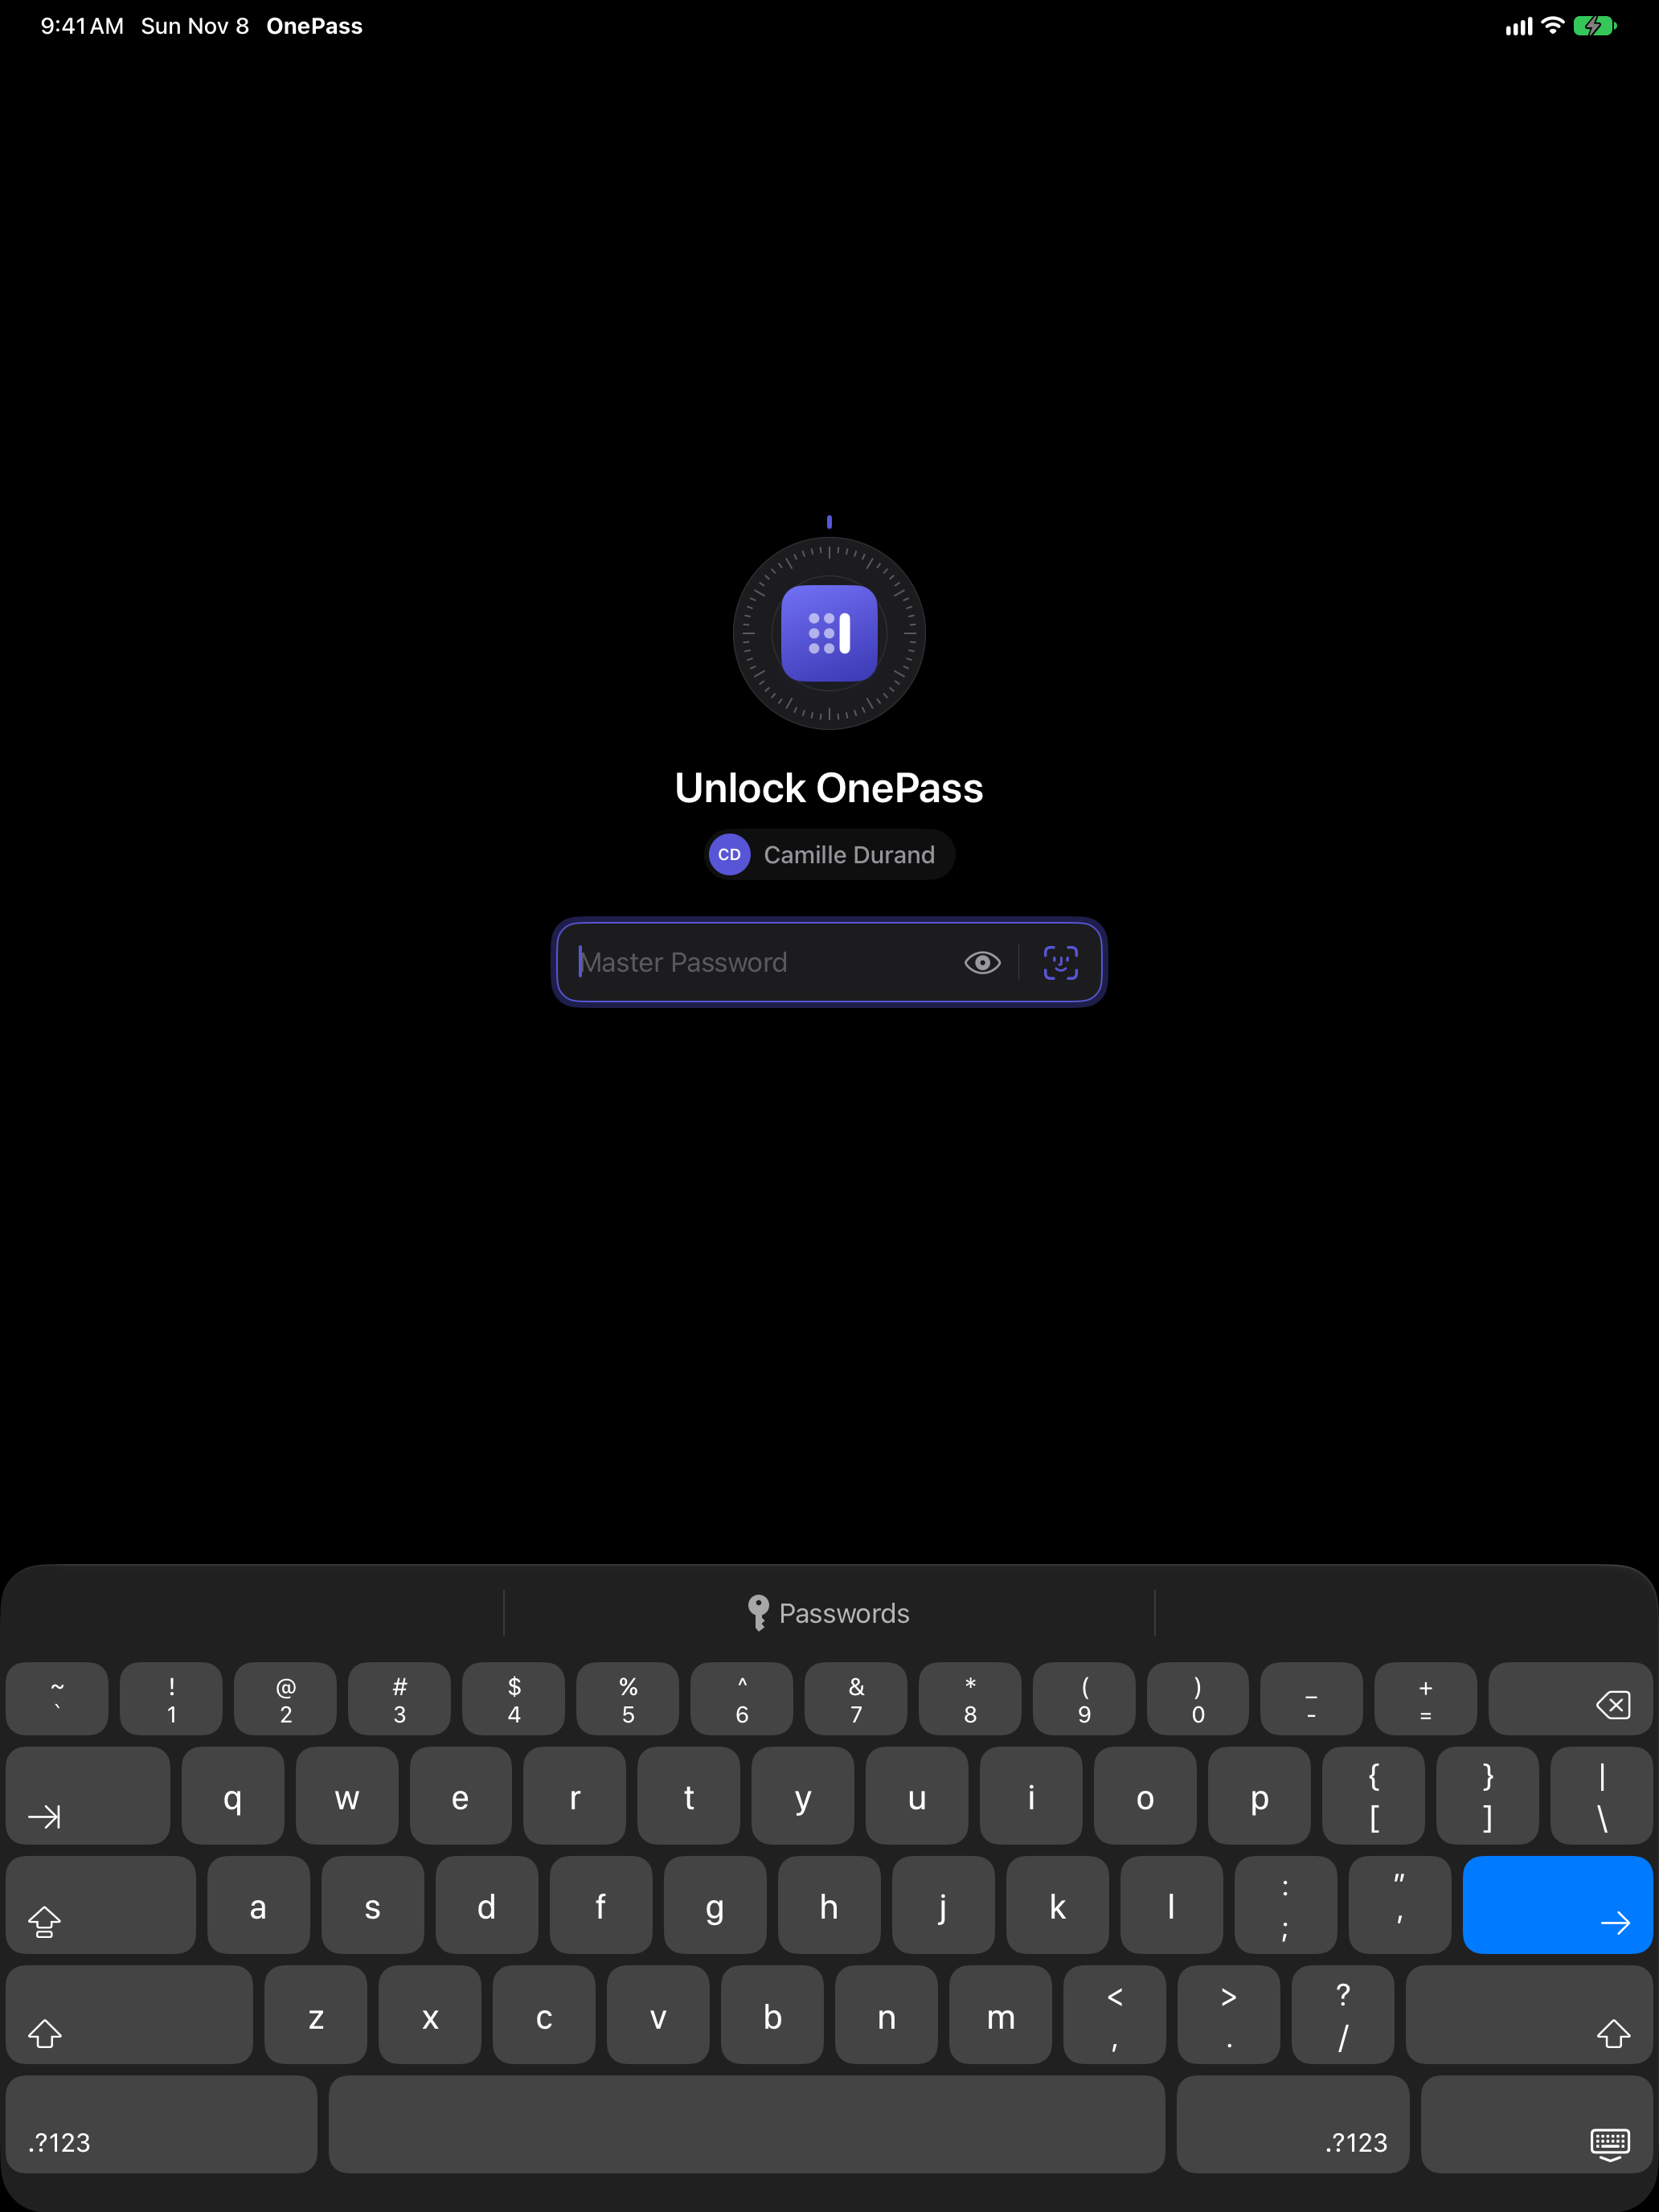 9:41 AM Sun Nov 8 OnePass
Unlock OnePass
CD Camille Durand
Master Password
Passwords
~ ! @ # $ % ^ & * ( ) _ +
` 1 2 3 4 5 6 7 8 9 0 - =
q w e r t y u i o p { } |
[ ] \
a s d f g h j k l : "
; '
z x c v b n m < > ?
, . /
.?123 .?123